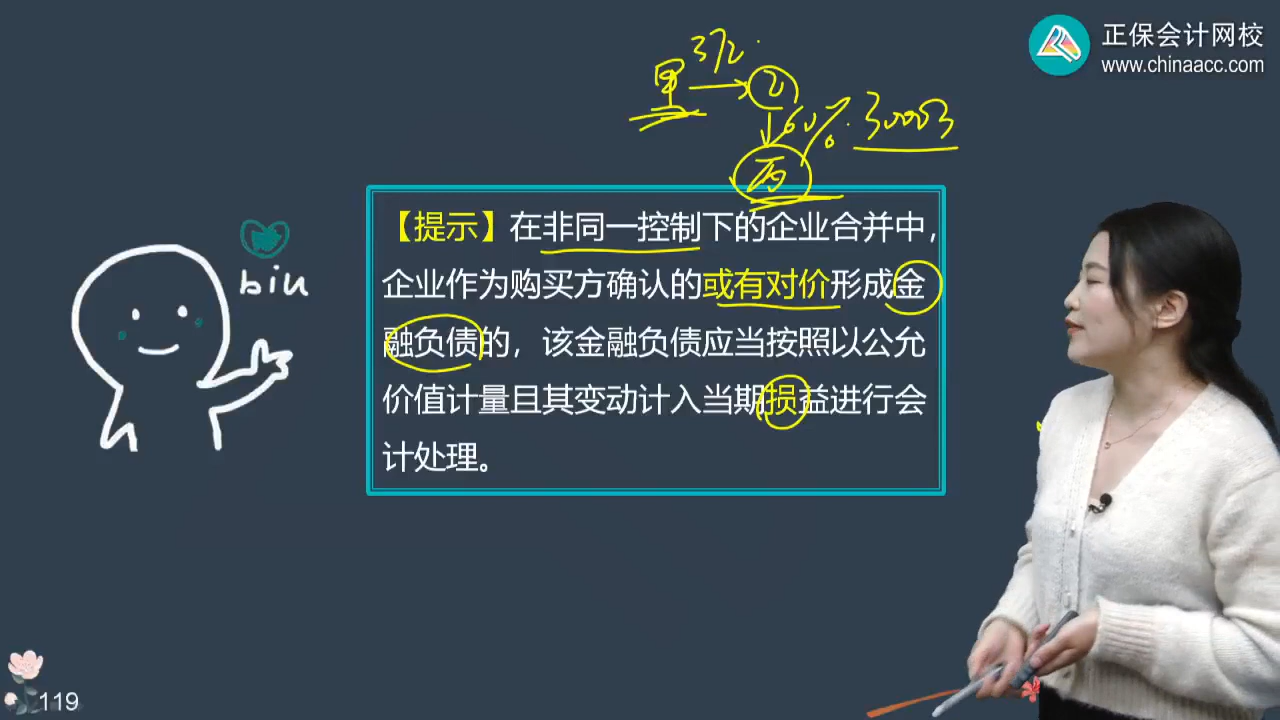 正保会计网校
www.chinaacc.com
甲
乙
60%
丙
biu
【提示】在非同一控制下的企业合并中，
企业作为购买方确认的或有对价形成金
融负债的，该金融负债应当按照以公允
价值计量且其变动计入当期损益进行会
计处理。
119